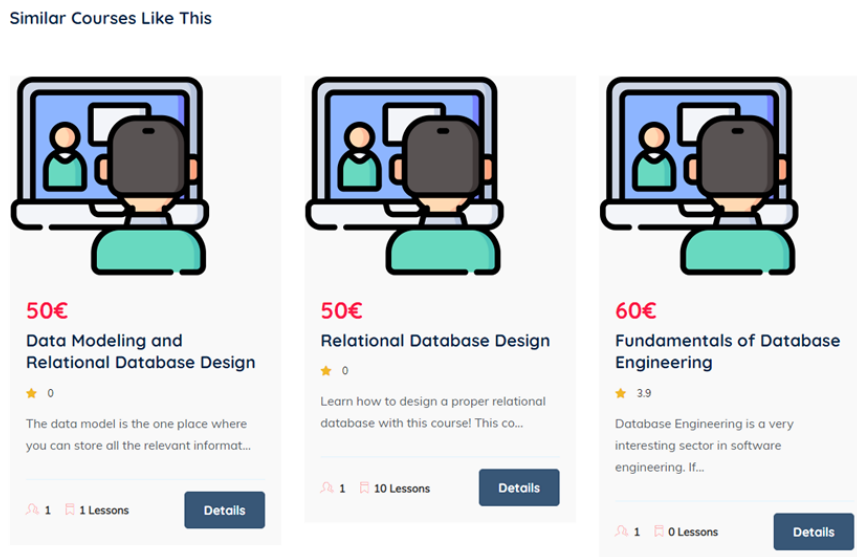 Similar Courses Like This
50€
Data Modeling and
Relational Database Design
0
The data model is the one place where
you can store all the relevant informat...
1 1 Lessons Details
50€
Relational Database Design
0
Learn how to design a proper relational
database with this course! This co...
1 10 Lessons Details
60€
Fundamentals of Database
Engineering
3.9
Database Engineering is a very
interesting sector in software
engineering. If...
1 0 Lessons Details